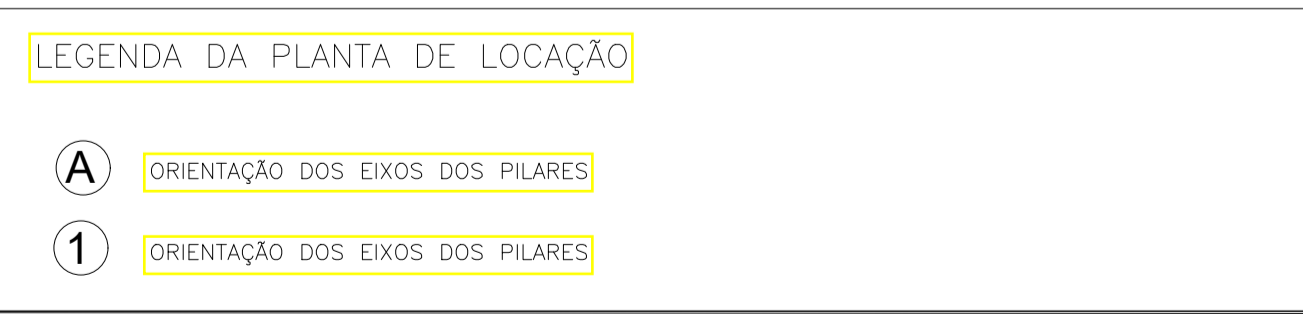 LEGENDA DA PLANTA DE LOCAÇÃO
A ORIENTAÇÃO DOS EIXOS DOS PILARES
1 ORIENTAÇÃO DOS EIXOS DOS PILARES